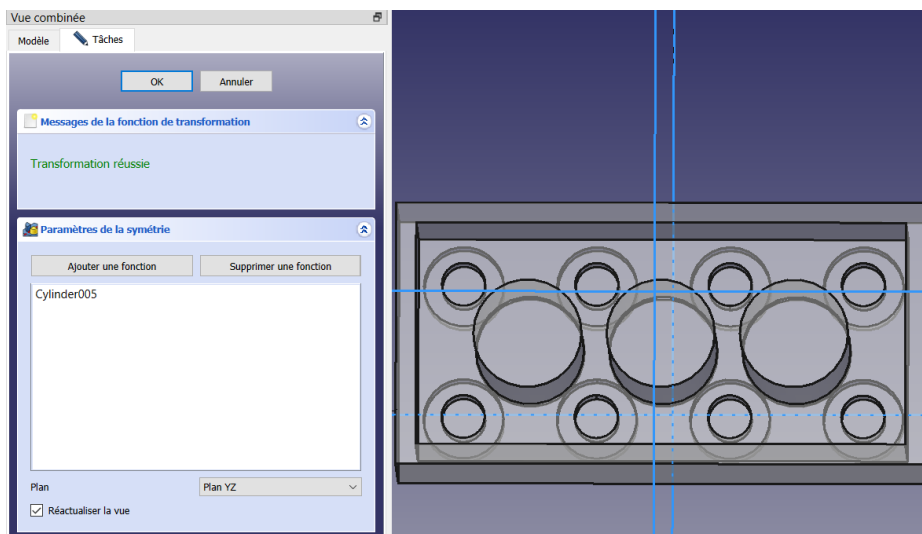 Vue combinée
Modèle Tâches
OK Annuler
Messages de la fonction de transformation
Transformation réussie
Paramètres de la symétrie
Ajouter une fonction Supprimer une fonction
Cylinder005
Plan Plan YZ
Réactualiser la vue